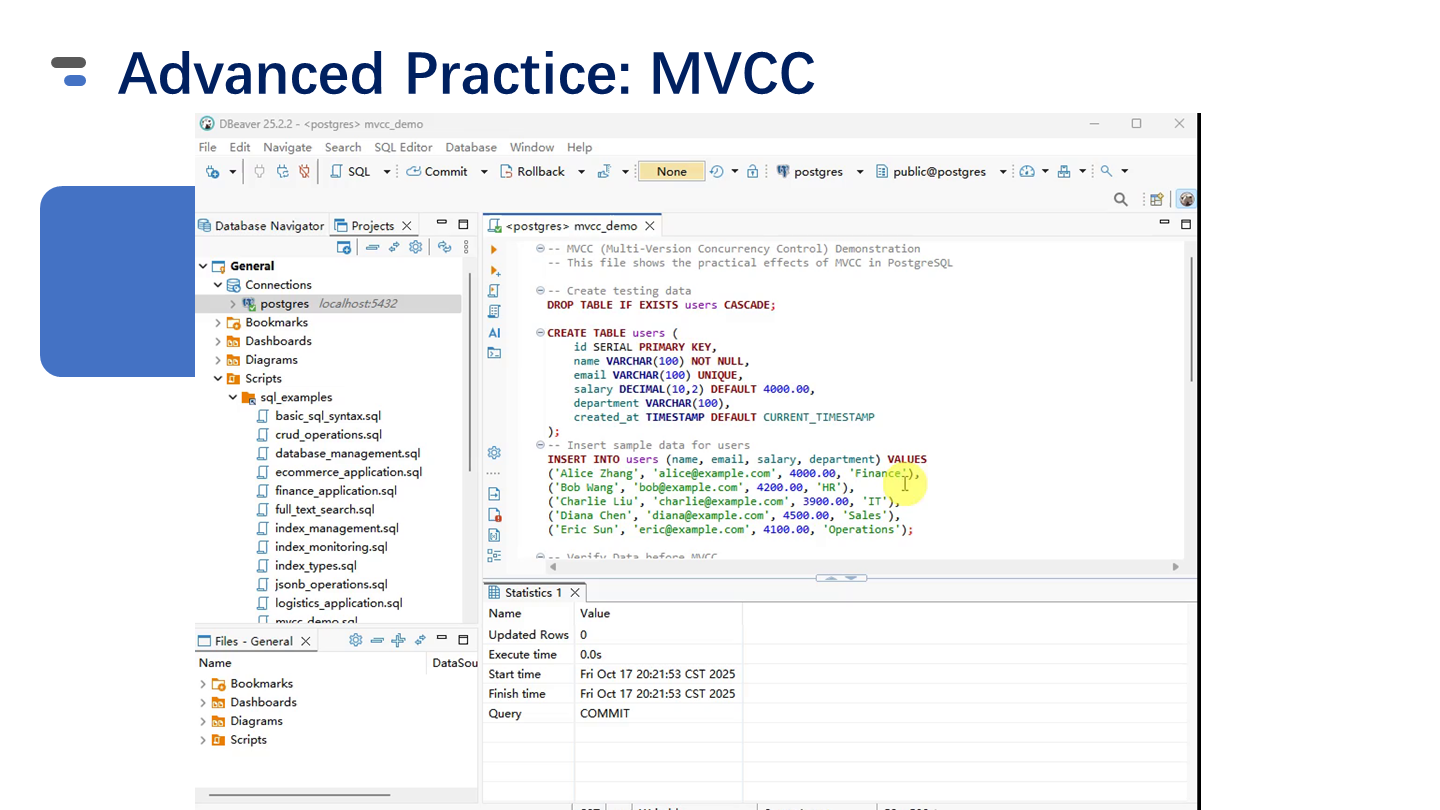 Advanced Practice: MVCC
DBeaver 25.2.2 - <postgres> mvcc_demo
File Edit Navigate Search SQL Editor Database Window Help
SQL Commit Rollback None postgres public@postgres
Database Navigator Projects
General
Connections
postgres localhost:5432
Bookmarks
Dashboards
Diagrams
Scripts
sql_examples
basic_sql_syntax.sql
crud_operations.sql
database_management.sql
ecommerce_application.sql
finance_application.sql
full_text_search.sql
index_management.sql
index_monitoring.sql
index_types.sql
jsonb_operations.sql
logistics_application.sql
mvcc_demo.sql
Files - General
Name DataSou
Bookmarks
Dashboards
Diagrams
Scripts
<postgres> mvcc_demo
AI
-- MVCC (Multi-Version Concurrency Control) Demonstration
-- This file shows the practical effects of MVCC in PostgreSQL
-- Create testing data
DROP TABLE IF EXISTS users CASCADE;
CREATE TABLE users (
id SERIAL PRIMARY KEY,
name VARCHAR(100) NOT NULL,
email VARCHAR(100) UNIQUE,
salary DECIMAL(10,2) DEFAULT 4000.00,
department VARCHAR(100),
created_at TIMESTAMP DEFAULT CURRENT_TIMESTAMP
);
-- Insert sample data for users
INSERT INTO users (name, email, salary, department) VALUES
('Alice Zhang', 'alice@example.com', 4000.00, 'Finance'),
('Bob Wang', 'bob@example.com', 4200.00, 'HR'),
('Charlie Liu', 'charlie@example.com', 3900.00, 'IT'),
('Diana Chen', 'diana@example.com', 4500.00, 'Sales'),
('Eric Sun', 'eric@example.com', 4100.00, 'Operations');
-- Verify Data before MVCC
Statistics 1
Name Value
Updated Rows 0
Execute time 0.0s
Start time Fri Oct 17 20:21:53 CST 2025
Finish time Fri Oct 17 20:21:53 CST 2025
Query COMMIT